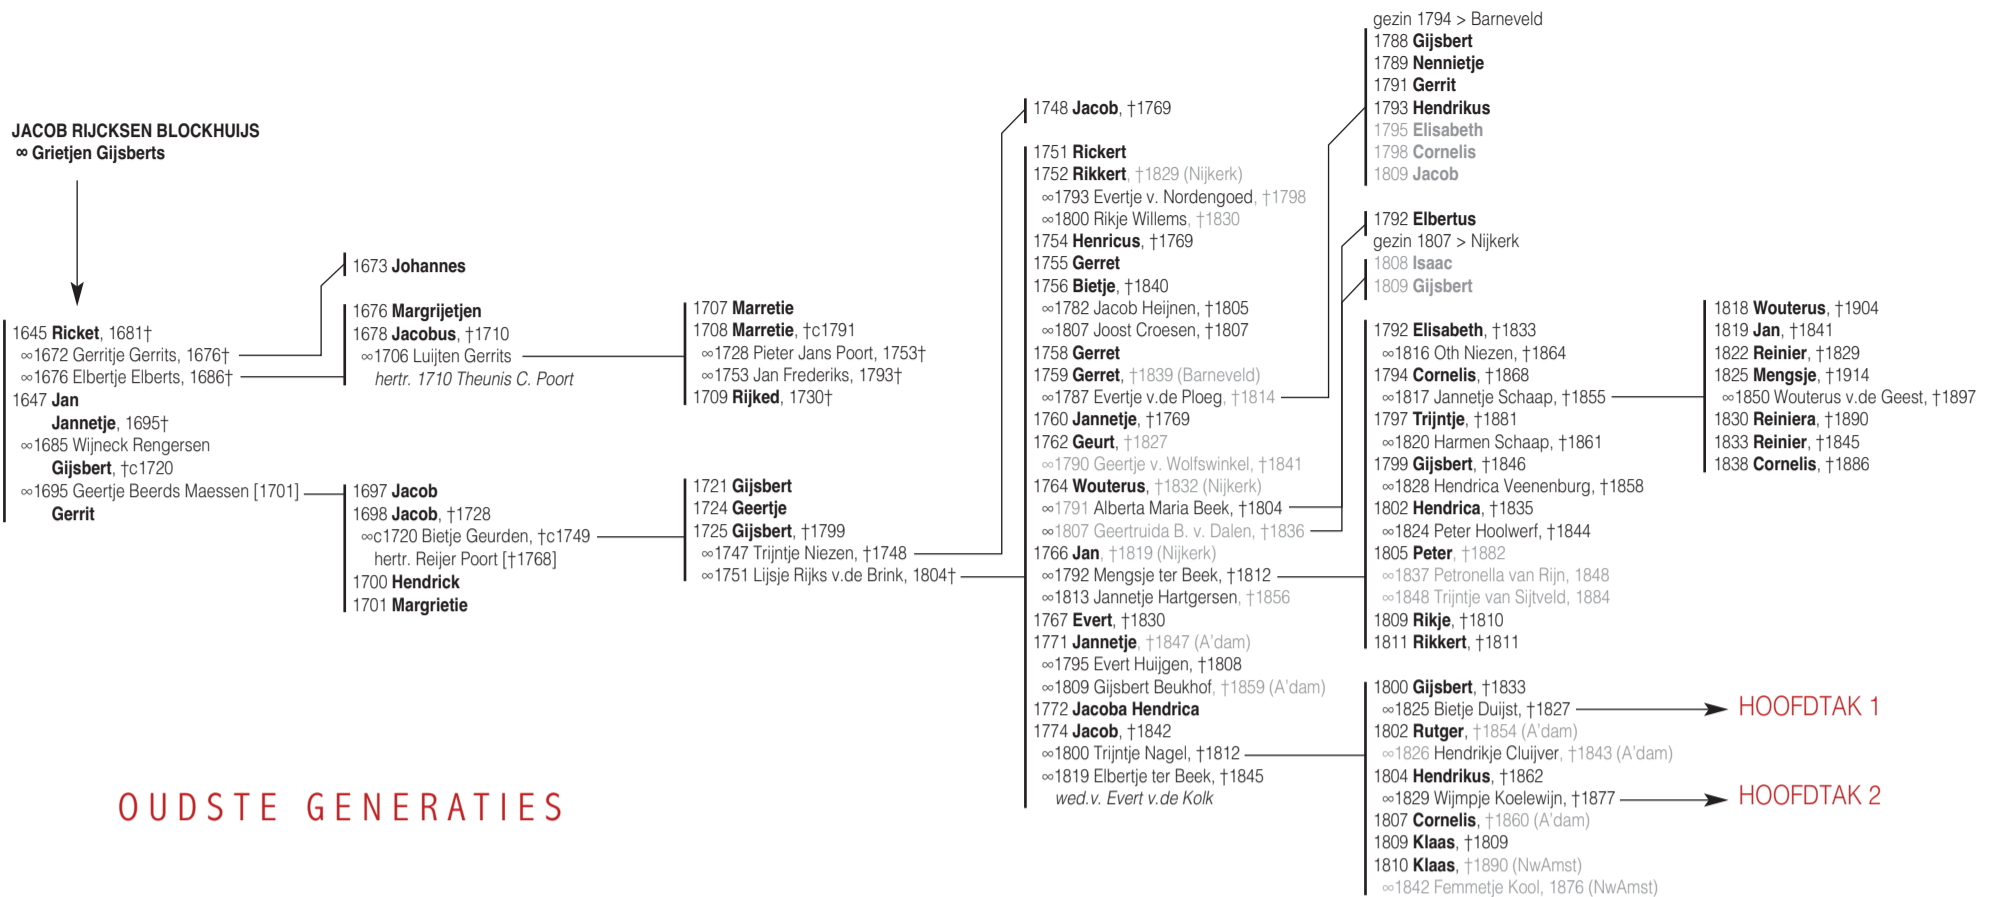 JACOB RIJCKSEN BLOCKHUIJS
∞ Grietjen Gijsberts
1645 Ricket, 1681†
∞1672 Gerritje Gerrits, 1676†
∞1676 Elbertje Elberts, 1686†
1647 Jan
Jannetje, 1695†
∞1685 Wijneck Rengersen
Gijsbert, †c1720
∞1695 Geertje Beerds Maessen [1701]
Gerrit
1673 Johannes
1676 Margrijetjen
1678 Jacobus, †1710
∞1706 Luijten Gerrits
hertr. 1710 Theunis C. Poort
1697 Jacob
1698 Jacob, †1728
∞c1720 Bietje Geurden, †c1749
hertr. Reijer Poort [†1768]
1700 Hendrick
1701 Margrietie
1707 Marretie
1708 Marretie, †c1791
∞1728 Pieter Jans Poort, 1753†
∞1753 Jan Frederiks, 1793†
1709 Rijked, 1730†
1721 Gijsbert
1724 Geertje
1725 Gijsbert, †1799
∞1747 Trijntje Niezen, †1748
∞1751 Lijsje Rijks v.de Brink, 1804†
1748 Jacob, †1769
1751 Rickert
1752 Rikkert, †1829 (Nijkerk)
∞1793 Evertje v. Nordengoed, †1798
∞1800 Rikje Willems, †1830
1754 Henricus, †1769
1755 Gerret
1756 Bietje, †1840
∞1782 Jacob Heijnen, †1805
∞1807 Joost Croesen, †1807
1758 Gerret
1759 Gerret, †1839 (Barneveld)
∞1787 Evertje v.de Ploeg, †1814
1760 Jannetje, †1769
1762 Geurt, †1827
∞1790 Geertje v. Wolfswinkel, †1841
1764 Wouterus, †1832 (Nijkerk)
∞1791 Alberta Maria Beek, †1804
∞1807 Geertruida B. v. Dalen, †1836
1766 Jan, †1819 (Nijkerk)
∞1792 Mengsje ter Beek, †1812
∞1813 Jannetje Hartgersen, †1856
1767 Evert, †1830
1771 Jannetje, †1847 (A'dam)
∞1795 Evert Huijgen, †1808
∞1809 Gijsbert Beukhof, †1859 (A'dam)
1772 Jacoba Hendrica
1774 Jacob, †1842
∞1800 Trijntje Nagel, †1812
∞1819 Elbertje ter Beek, †1845
wed.v. Evert v.de Kolk
gezin 1794 > Barneveld
1788 Gijsbert
1789 Nennietje
1791 Gerrit
1793 Hendrikus
1795 Elisabeth
1798 Cornelis
1809 Jacob
1792 Elbertus
gezin 1807 > Nijkerk
1808 Isaac
1809 Gijsbert
1792 Elisabeth, †1833
∞1816 Oth Niezen, †1864
1794 Cornelis, †1868
∞1817 Jannetje Schaap, †1855
1797 Trijntje, †1881
∞1820 Harmen Schaap, †1861
1799 Gijsbert, †1846
∞1828 Hendrica Veenenburg, †1858
1802 Hendrica, †1835
∞1824 Peter Hoolwerf, †1844
1805 Peter, †1882
∞1837 Petronella van Rijn, 1848
∞1848 Trijntje van Sijtveld, 1884
1809 Rikje, †1810
1811 Rikkert, †1811
1800 Gijsbert, †1833
∞1825 Bietje Duijst, †1827
1802 Rutger, †1854 (A'dam)
∞1826 Hendrikje Cluijver, †1843 (A'dam)
1804 Hendrikus, †1862
∞1829 Wijmpje Koelewijn, †1877
1807 Cornelis, †1860 (A'dam)
1809 Klaas, †1809
1810 Klaas, †1890 (NwAmst)
∞1842 Femmetje Kool, 1876 (NwAmst)
1818 Wouterus, †1904
1819 Jan, †1841
1822 Reinier, †1829
1825 Mengsje, †1914
∞1850 Wouterus v.de Geest, †1897
1830 Reiniera, †1890
1833 Reinier, †1845
1838 Cornelis, †1886
HOOFDTAK 1
HOOFDTAK 2
OUDSTE GENERATIES